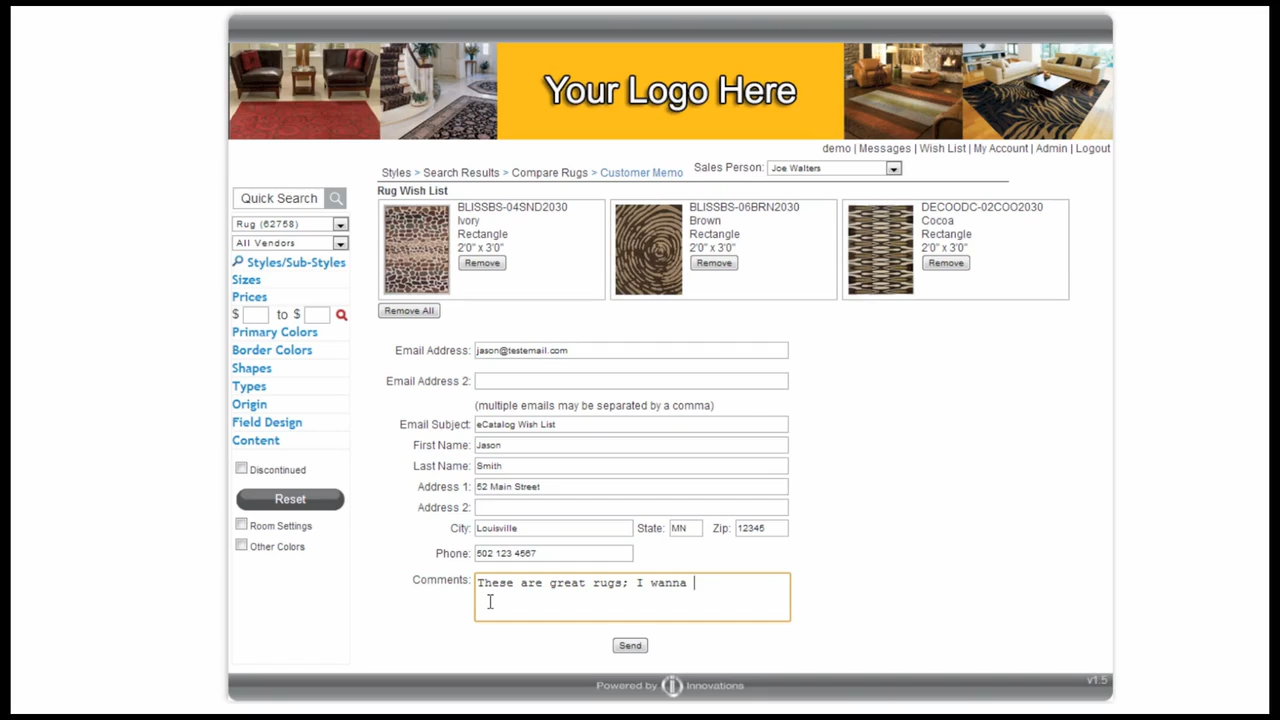 Your Logo Here
demo | Messages | Wish List | My Account | Admin | Logout
Styles > Search Results > Compare Rugs > Customer Memo
Sales Person: Joe Walters
Rug Wish List
Quick Search
Rug (62758)
All Vendors
Styles/Sub-Styles
Sizes
Prices
$ to $
Primary Colors
Border Colors
Shapes
Types
Origin
Field Design
Content
Discontinued
Reset
Room Settings
Other Colors
BLISSBS-04SND2030
Ivory
Rectangle
2'0" x 3'0"
Remove
BLISSBS-06BRN2030
Brown
Rectangle
2'0" x 3'0"
Remove
DECOODC-02COO2030
Cocoa
Rectangle
2'0" x 3'0"
Remove
Remove All
Email Address: jason@testemail.com
Email Address 2:
(multiple emails may be separated by a comma)
Email Subject: eCatalog Wish List
First Name: Jason
Last Name: Smith
Address 1: 52 Main Street
Address 2:
City: Louisville State: MN Zip: 12345
Phone: 502 123 4567
Comments: These are great rugs; I wanna
Send
Powered by Innovations
v1.5